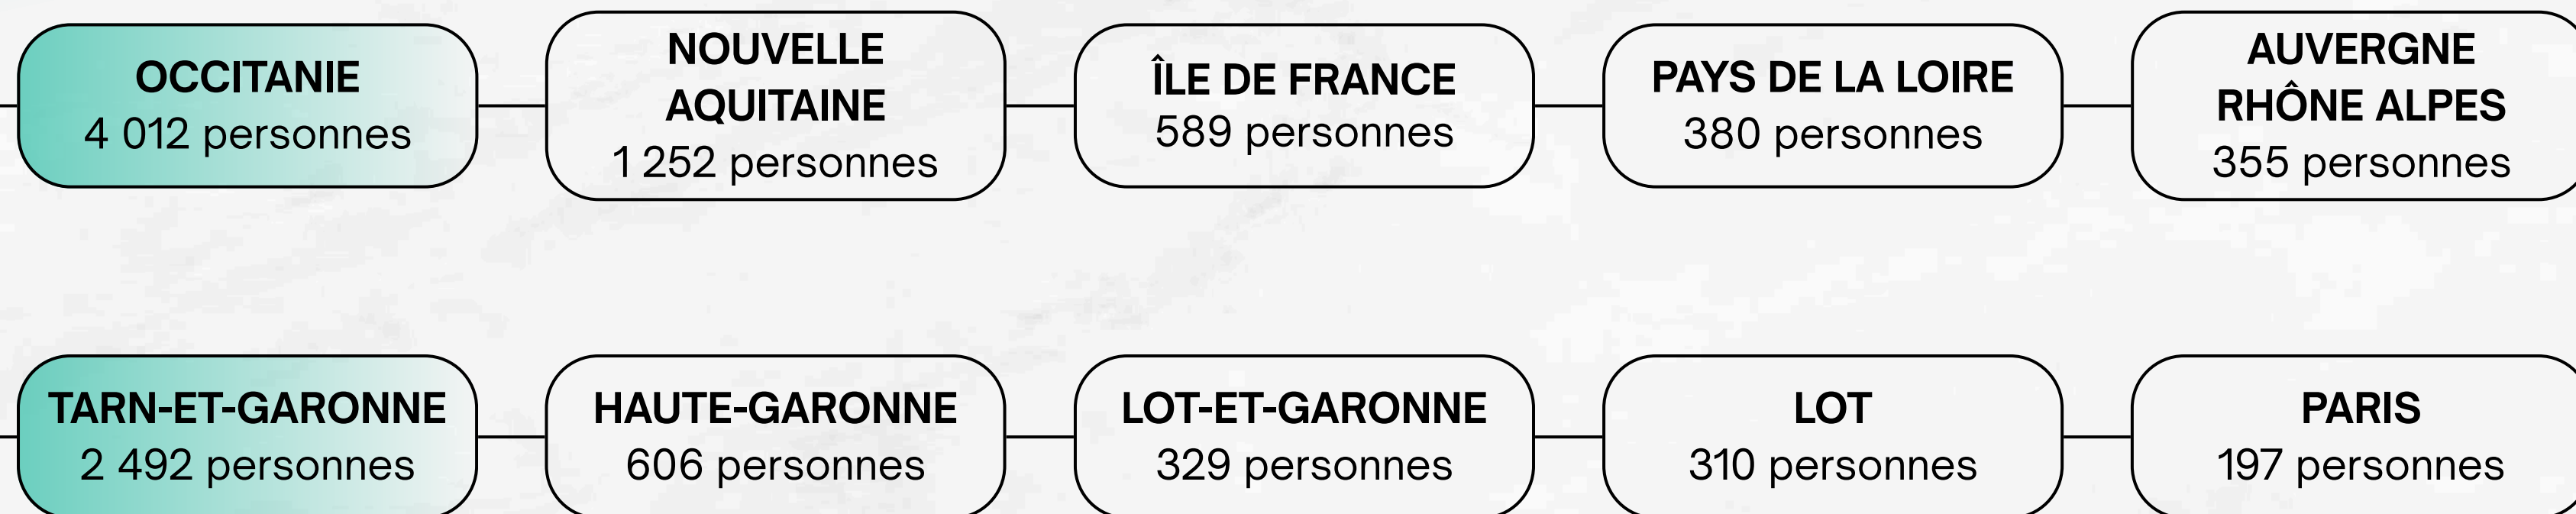 OCCITANIE
4 012 personnes
NOUVELLE
AQUITAINE
1 252 personnes
ÎLE DE FRANCE
589 personnes
PAYS DE LA LOIRE
380 personnes
AUVERGNE
RHÔNE ALPES
355 personnes
TARN-ET-GARONNE
2 492 personnes
HAUTE-GARONNE
606 personnes
LOT-ET-GARONNE
329 personnes
LOT
310 personnes
PARIS
197 personnes